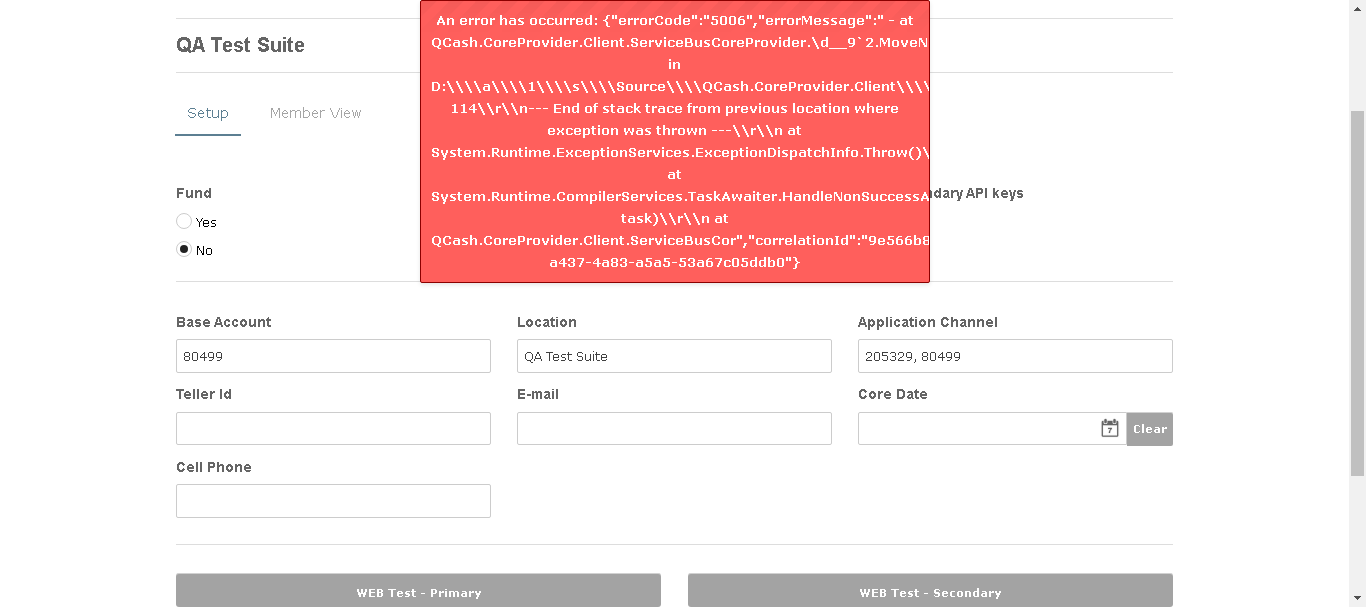 An error has occurred: {"errorCode":"5006","errorMessage":" - at
QCash.CoreProvider.Client.ServiceBusCoreProvider.\d__9`2.MoveN
in
D:\\\\a\\\\1\\\\s\\\\Source\\\\QCash.CoreProvider.Client\\\\
114\\r\\n--- End of stack trace from previous location where
exception was thrown ---\\r\\n at
System.Runtime.ExceptionServices.ExceptionDispatchInfo.Throw()\
at
System.Runtime.CompilerServices.TaskAwaiter.HandleNonSuccessA
task)\\r\\n at
QCash.CoreProvider.Client.ServiceBusCor","correlationId":"9e566b8
a437-4a83-a5a5-53a67c05ddb0"}
QA Test Suite
Setup Member View
Fund
API keys
Yes
No
Base Account Location Application Channel
80499 QA Test Suite 205329, 80499
Teller Id E-mail Core Date
7 Clear
Cell Phone
WEB Test - Primary WEB Test - Secondary